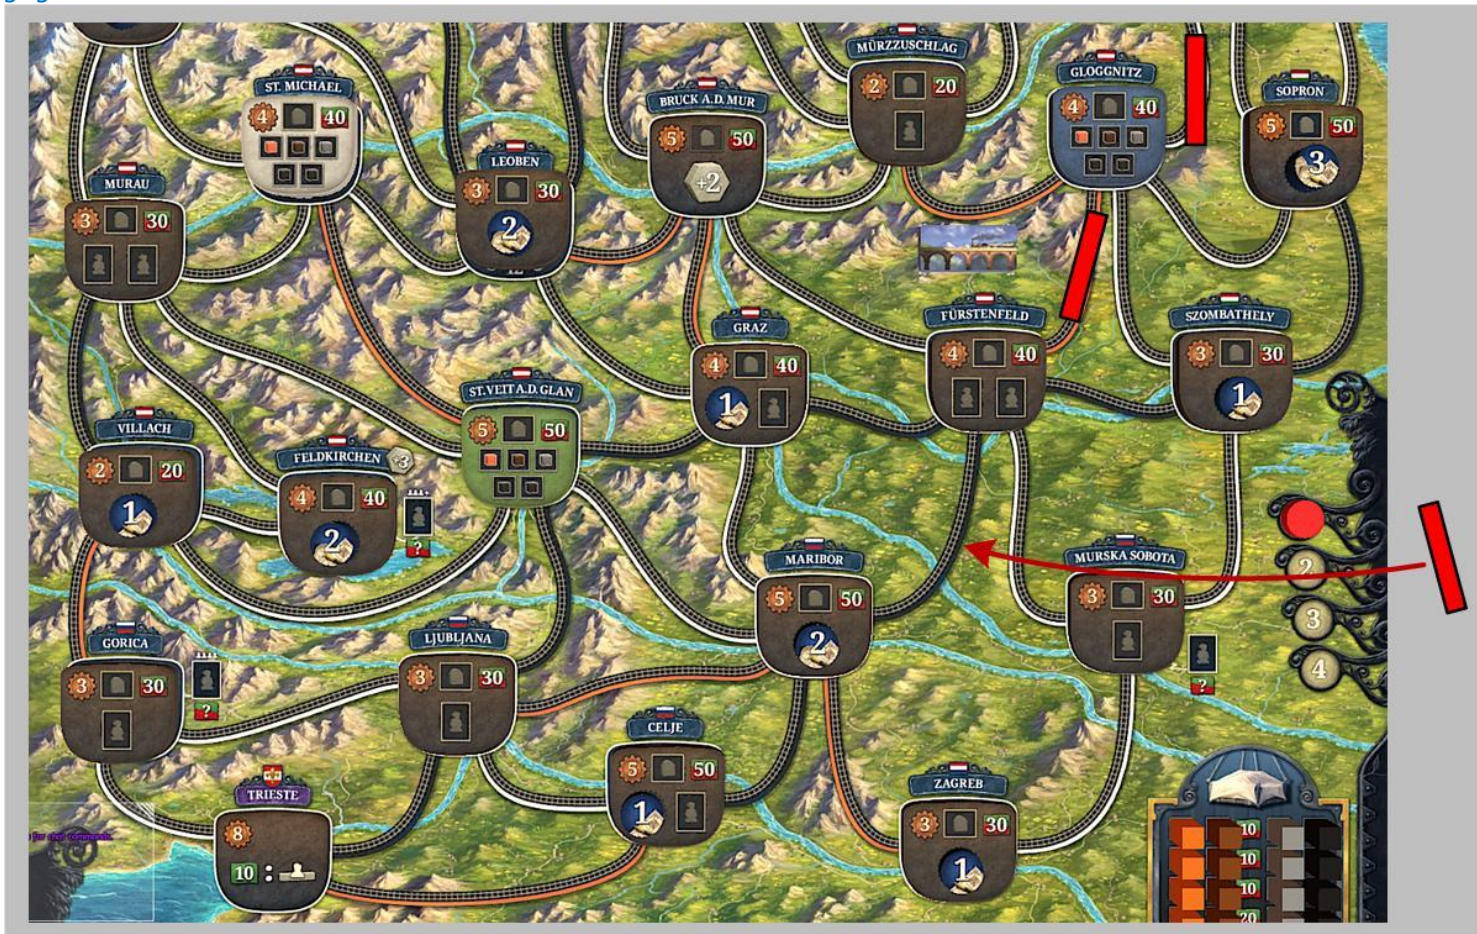 MÜRZZUSCHLAG
2 20
GLOGGNITZ
4 40
SOPRON
5 50
3
ST. MICHAEL
4 40
BRUCK A.D. MUR
5 50
+2
LEOBEN
3 30
2
MURAU
3 30
GRAZ
4 40
1
FÜRSTENFELD
4 40
SZOMBATHELY
3 30
1
ST.VEIT A.D. GLAN
5 50
VILLACH
2 20
1
FELDKIRCHEN
4 40
2
?
MARIBOR
5 50
2
MURSKA SOBOTA
3 30
?
2
3
4
GORICA
3 30
?
LJUBLJANA
3 30
CELJE
5 50
1
TRIESTE
8
10 :
ZAGREB
3 30
1
for chat commands.
10
10
10
20